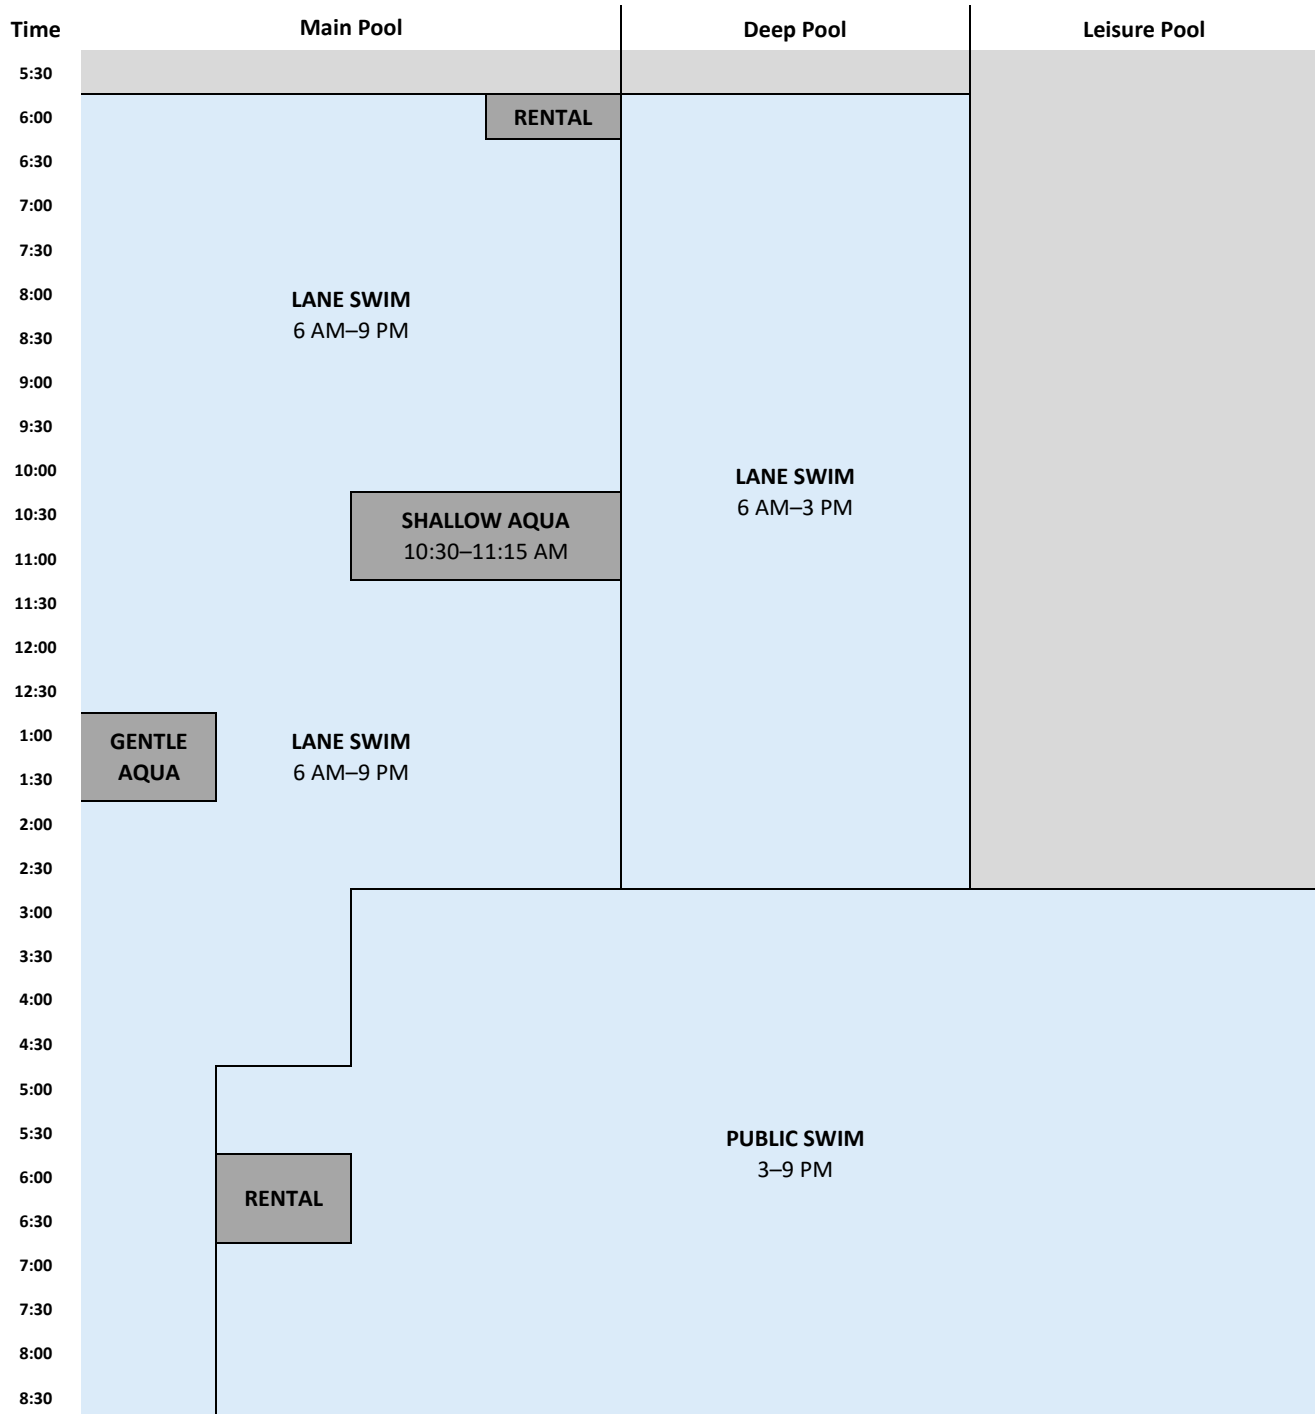 Time Main Pool Deep Pool Leisure Pool
5:30
6:00 RENTAL
6:30
7:00
7:30
8:00
LANE SWIM
6 AM–9 PM
8:30
9:00
9:30
10:00
LANE SWIM
6 AM–3 PM
10:30
SHALLOW AQUA
10:30–11:15 AM
11:00
11:30
12:00
12:30
1:00
GENTLE
AQUA
LANE SWIM
6 AM–9 PM
1:30
2:00
2:30
3:00
3:30
4:00
4:30
5:00
5:30
PUBLIC SWIM
3–9 PM
6:00
RENTAL
6:30
7:00
7:30
8:00
8:30